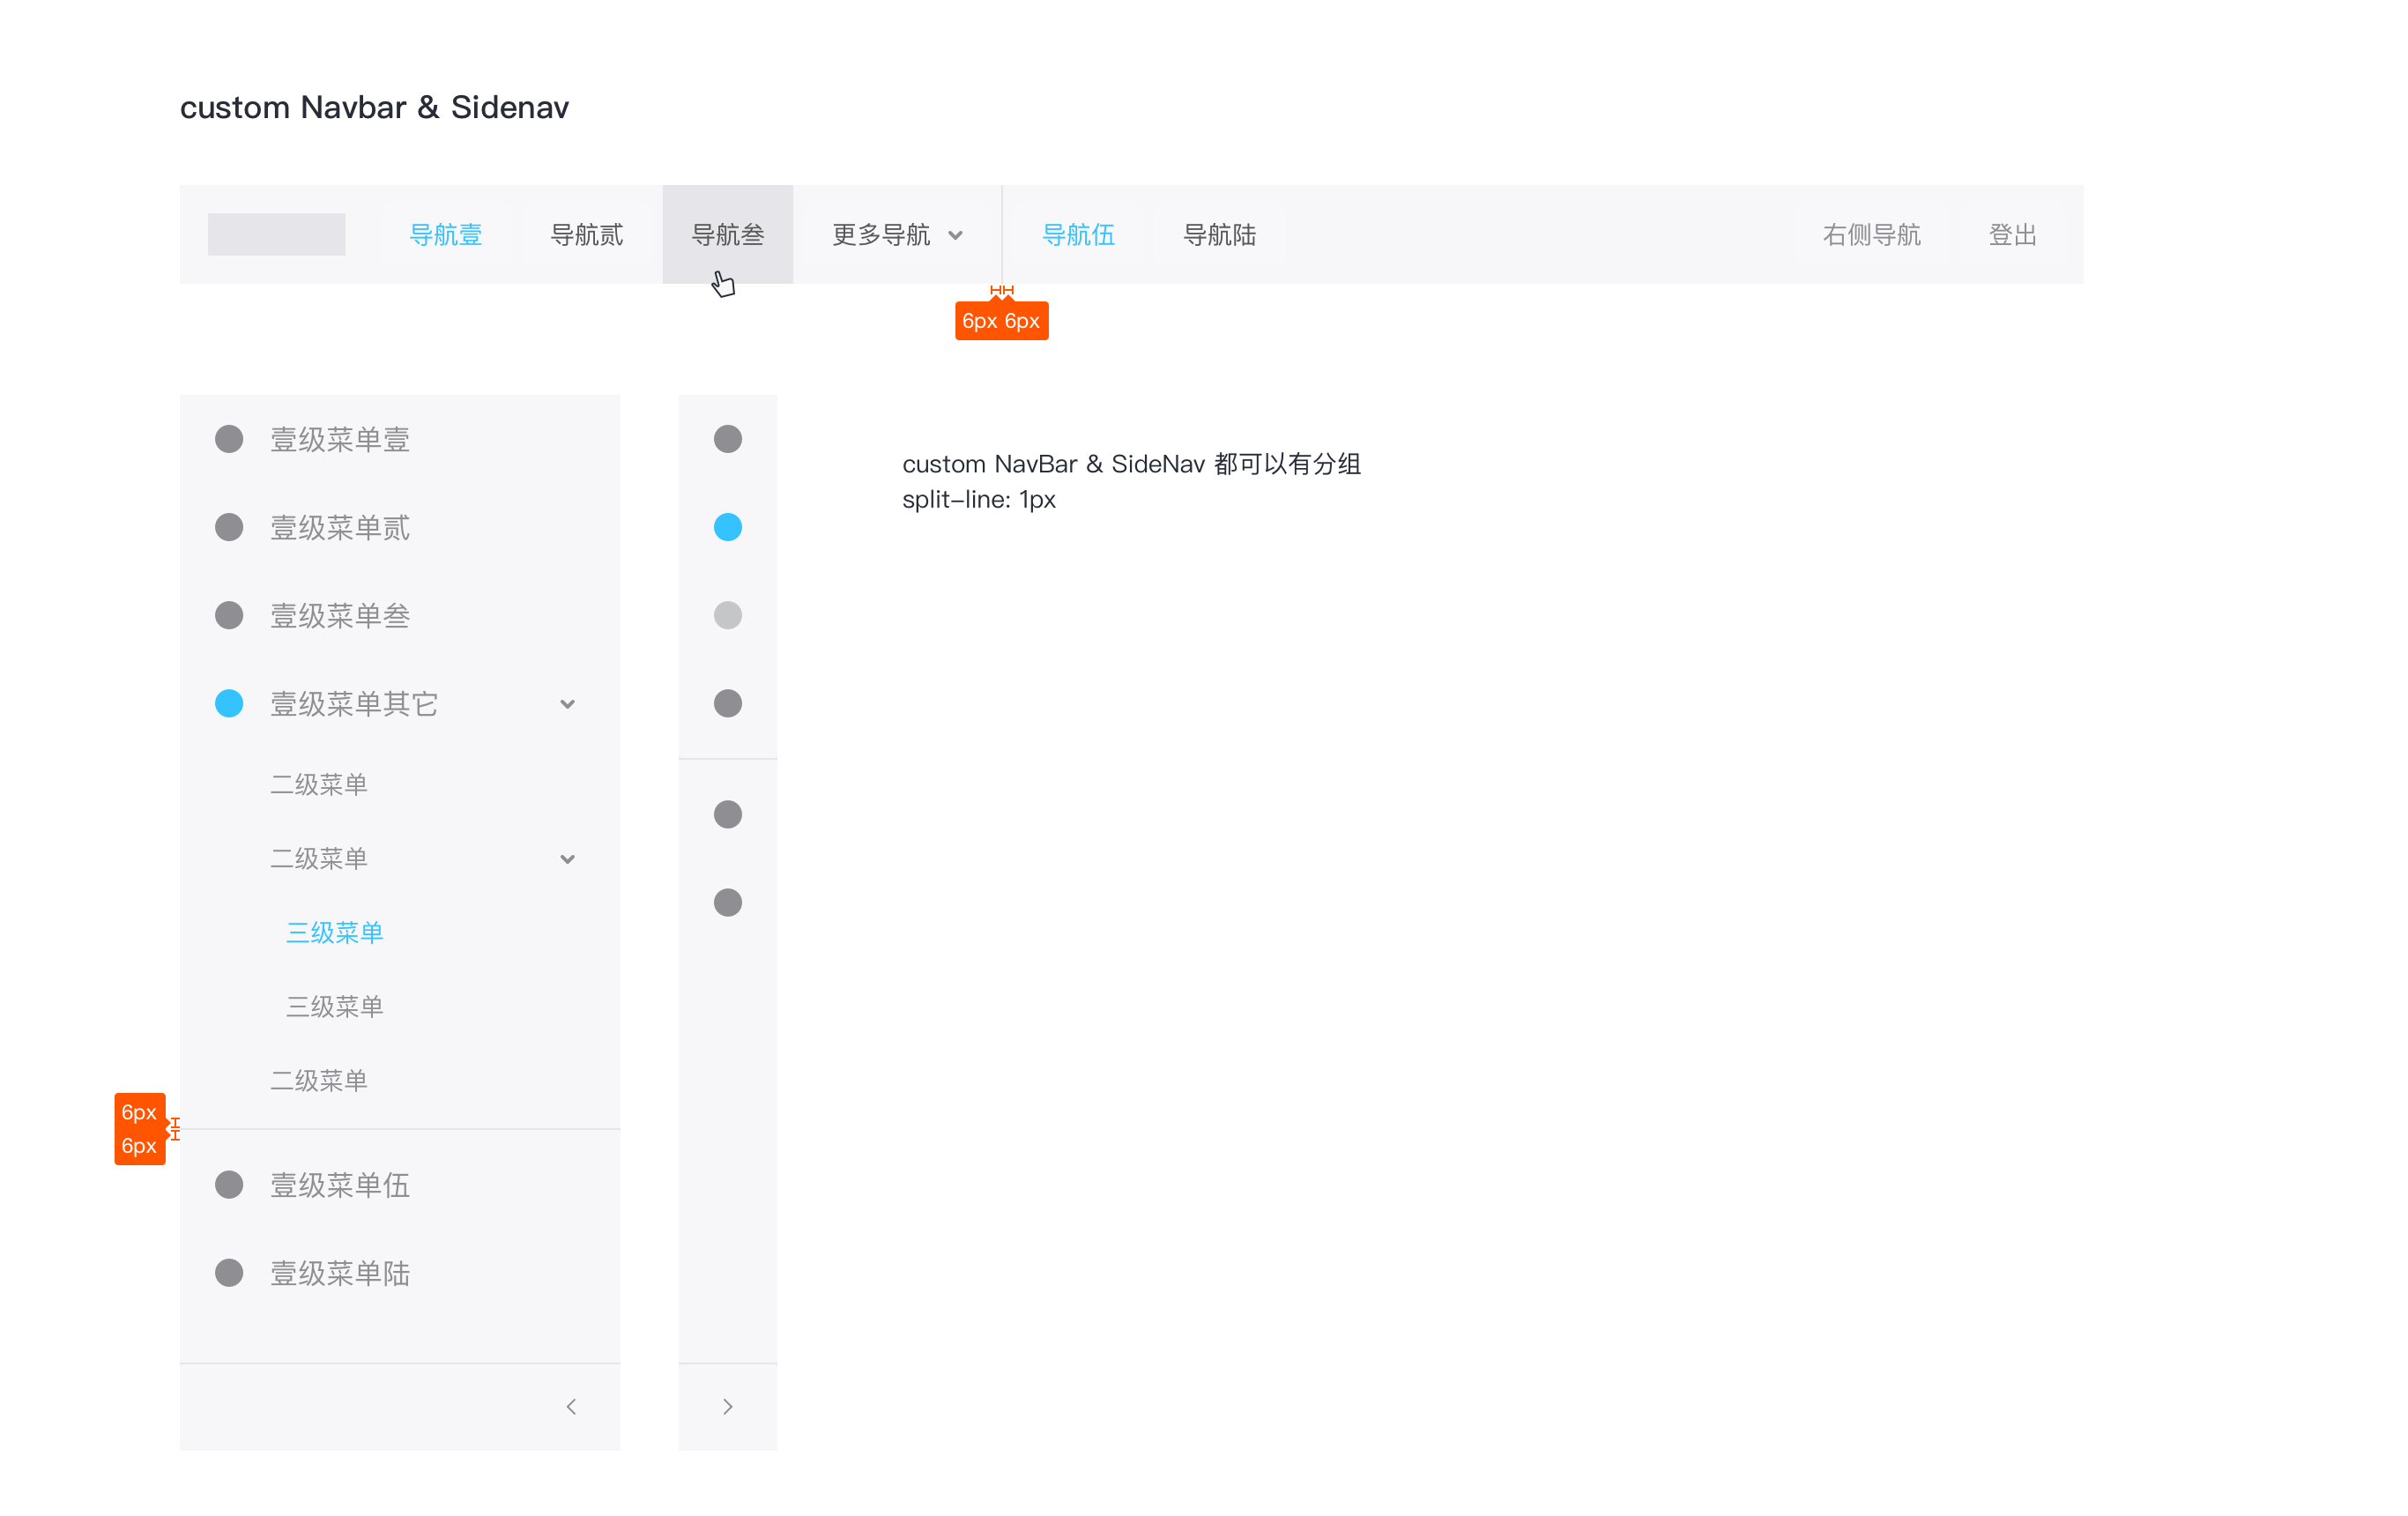 custom Navbar & Sidenav
导航壹 导航贰 导航叁 更多导航 导航伍 导航陆 右侧导航 登出
6px 6px
壹级菜单壹
壹级菜单贰
壹级菜单叁
壹级菜单其它
二级菜单
二级菜单
三级菜单
三级菜单
二级菜单
6px
6px
壹级菜单伍
壹级菜单陆
custom NavBar & SideNav 都可以有分组
split-line: 1px